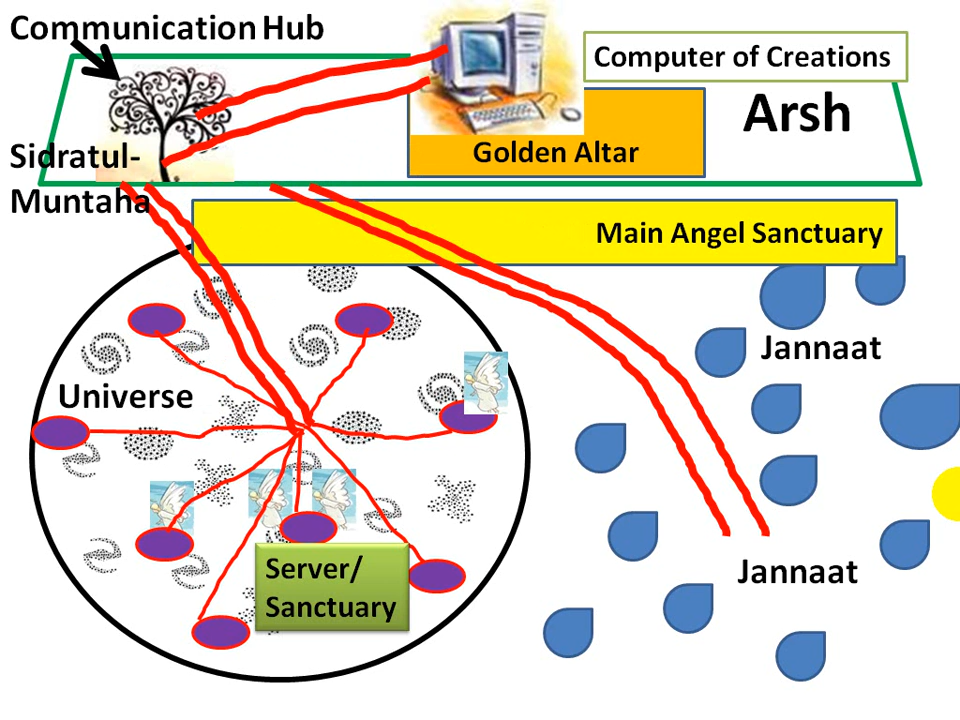 Communication Hub
Computer of Creations
Arsh
Golden Altar
Sidratul-
Muntaha
Main Angel Sanctuary
Jannaat
Universe
Server/
Sanctuary
Jannaat